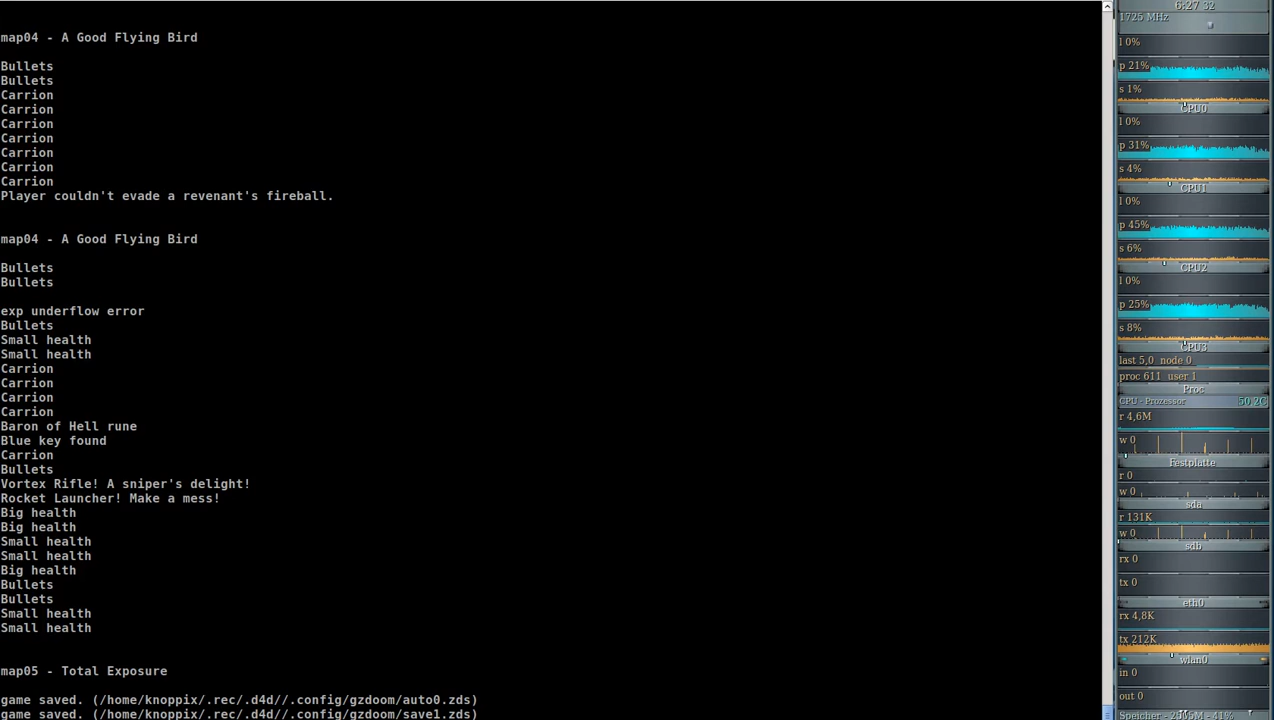 map04 - A Good Flying Bird
Bullets
Bullets
Carrion
Carrion
Carrion
Carrion
Carrion
Carrion
Carrion
Player couldn't evade a revenant's fireball.
map04 - A Good Flying Bird
Bullets
Bullets
exp underflow error
Bullets
Small health
Small health
Carrion
Carrion
Carrion
Carrion
Baron of Hell rune
Blue key found
Carrion
Bullets
Vortex Rifle! A sniper's delight!
Rocket Launcher! Make a mess!
Big health
Big health
Small health
Small health
Big health
Bullets
Bullets
Small health
Small health
map05 - Total Exposure
game saved. (/home/knoppix/.rec/.d4d//.config/gzdoom/auto0.zds)
game saved. (/home/knoppix/.rec/.d4d//.config/gzdoom/save1.zds)
6:27 32
1725 MHz
l 0%
p 21%
s 1%
CPU0
l 0%
p 31%
s 4%
CPU1
l 0%
p 45%
s 6%
CPU2
l 0%
p 25%
s 8%
CPU3
last 5,0 node 0
proc 611 user 1
Proc
CPU - Prozessor 50,2C
r 4,6M
w 0
Festplatte
r 0
w 0
sda
r 131K
w 0
sdb
rx 0
tx 0
eth0
rx 4,8K
tx 212K
wlan0
in 0
out 0
Speicher - 41%